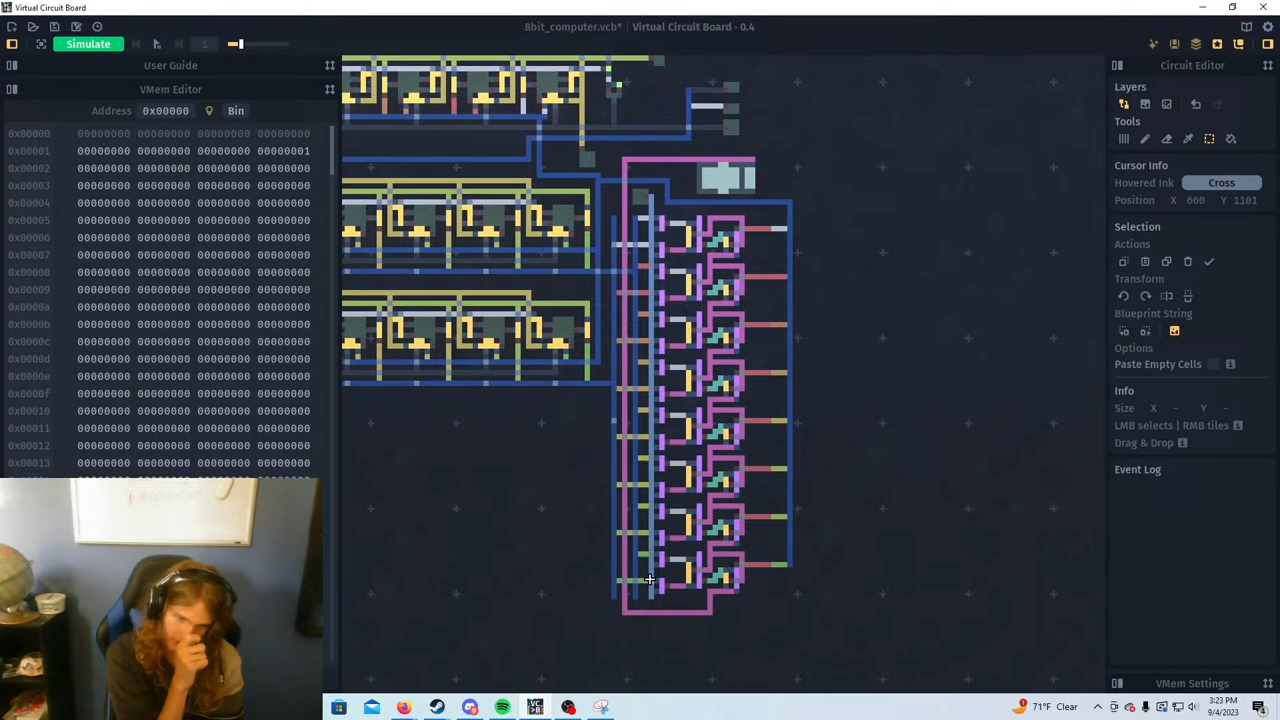 Virtual Circuit Board
8bit_computer.vcb* | Virtual Circuit Board - 0.4
Simulate
1
User Guide
VMem Editor
Address 0x00000 Bin
0x00000 00000000 00000000 00000000 00000000
0x00001 00000000 00000000 00000000 00000001
0x00002 00000000 00000000 00000000 00000000
0x00003 00000000 00000000 00000000 00000000
0x00004 00000000 00000000 00000000 00000000
0x00005 00000000 00000000 00000000 00000000
0x00006 00000000 00000000 00000000 00000000
0x00007 00000000 00000000 00000000 00000000
0x00008 00000000 00000000 00000000 00000000
0x00009 00000000 00000000 00000000 00000000
0x0000a 00000000 00000000 00000000 00000000
0x0000b 00000000 00000000 00000000 00000000
0x0000c 00000000 00000000 00000000 00000000
0x0000d 00000000 00000000 00000000 00000000
0x0000e 00000000 00000000 00000000 00000000
0x0000f 00000000 00000000 00000000 00000000
0x00010 00000000 00000000 00000000 00000000
0x00011 00000000 00000000 00000000 00000000
0x00012 00000000 00000000 00000000 00000000
0x00013 00000000 00000000 00000000 00000000
Circuit Editor
Layers
Tools
Cursor Info
Hovered Ink Cross
Position X 660 Y 1101
Selection
Actions
Transform
Blueprint String
Options
Paste Empty Cells
Info
Size X Y -
LMB selects | RMB tiles
Drag & Drop
Event Log
VMem Settings
71°F Clear
3:23 PM
9/4/2023